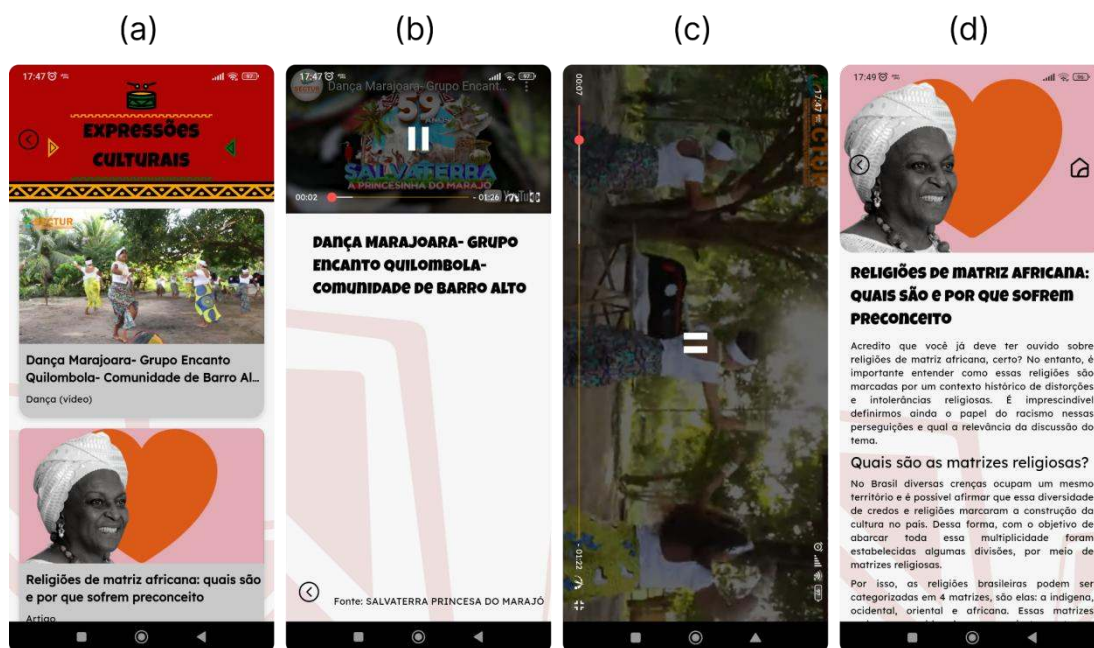 (a)
(b)
(c)
(d)
17:47
EXPRESSÕES
CULTURAIS
SECTUR
Dança Marajoara- Grupo Encanto
Quilombola- Comunidade de Barro Al...
Dança (vídeo)
Religiões de matriz africana: quais são
e por que sofrem preconceito
Artigo
17:47
SECTUR
Dança Marajoara- Grupo Encant...
59
SALVATERRA
A PRINCESINHA DO MARAJÓ
00:02
- 01:26
YouTube
DANÇA MARAJOARA- GRUPO
ENCANTO QUILOMBOLA-
COMUNIDADE DE BARRO ALTO
Fonte: SALVATERRA PRINCESA DO MARAJÓ
00:07
17:47
SECTUR
- 01:22
17:49
RELIGIÕES DE MATRIZ AFRICANA:
QUAIS SÃO E POR QUE SOFREM
PRECONCEITO
Acredito que você já deve ter ouvido sobre
religiões de matriz africana, certo? No entanto, é
importante entender como essas religiões são
marcadas por um contexto histórico de distorções
e intolerâncias religiosas. É imprescindível
definirmos ainda o papel do racismo nessas
perseguições e qual a relevância da discussão do
tema.
Quais são as matrizes religiosas?
No Brasil diversas crenças ocupam um mesmo
território e é possível afirmar que essa diversidade
de credos e religiões marcaram a construção da
cultura no país. Dessa forma, com o objetivo de
abarcar toda essa multiplicidade foram
estabelecidas algumas divisões, por meio de
matrizes religiosas.
Por isso, as religiões brasileiras podem ser
categorizadas em 4 matrizes, são elas: a indígena,
ocidental, oriental e africana. Essas matrizes